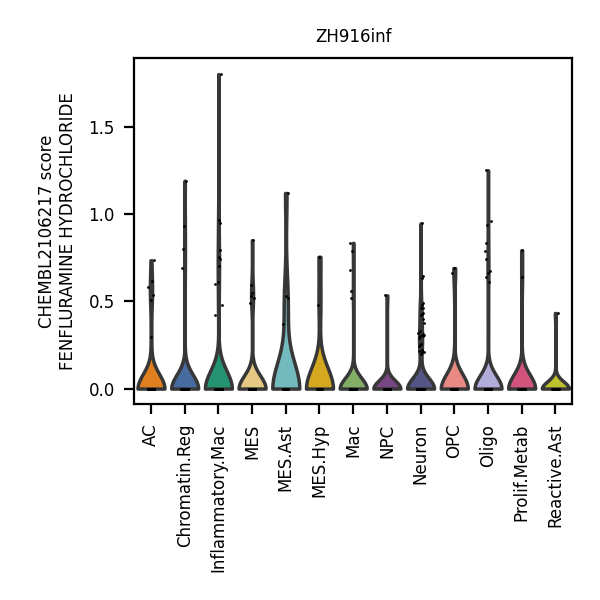 ZH916inf
CHEMBL2106217 score
FENFLURAMINE HYDROCHLORIDE
1.5
1.0
0.5
0.0
AC
Chromatin.Reg
Inflammatory.Mac
MES
MES.Ast
MES.Hyp
Mac
NPC
Neuron
OPC
Oligo
Prolif.Metab
Reactive.Ast